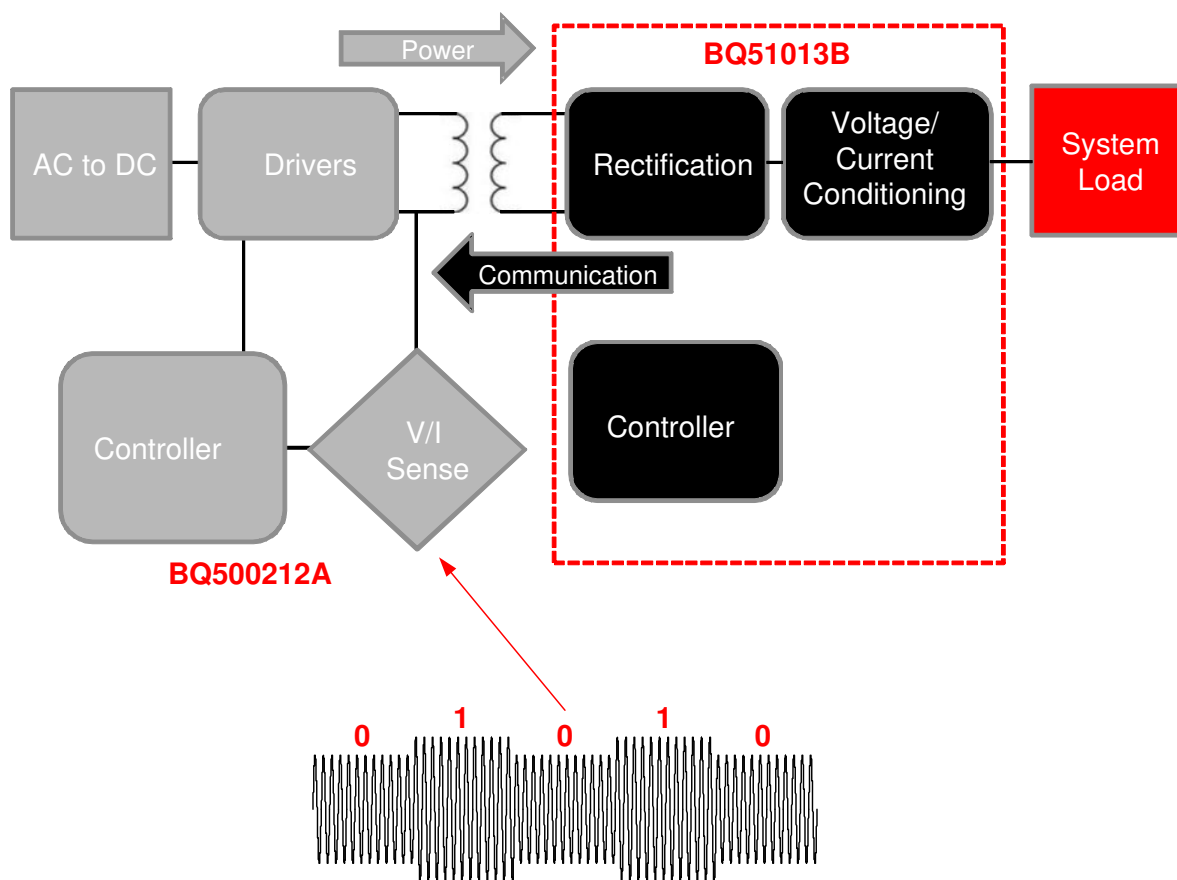 Power
BQ51013B
AC to DC
Drivers
Rectification
Voltage/
Current
Conditioning
System
Load
Communication
Controller
V/I
Sense
Controller
BQ500212A
0
1
0
1
0